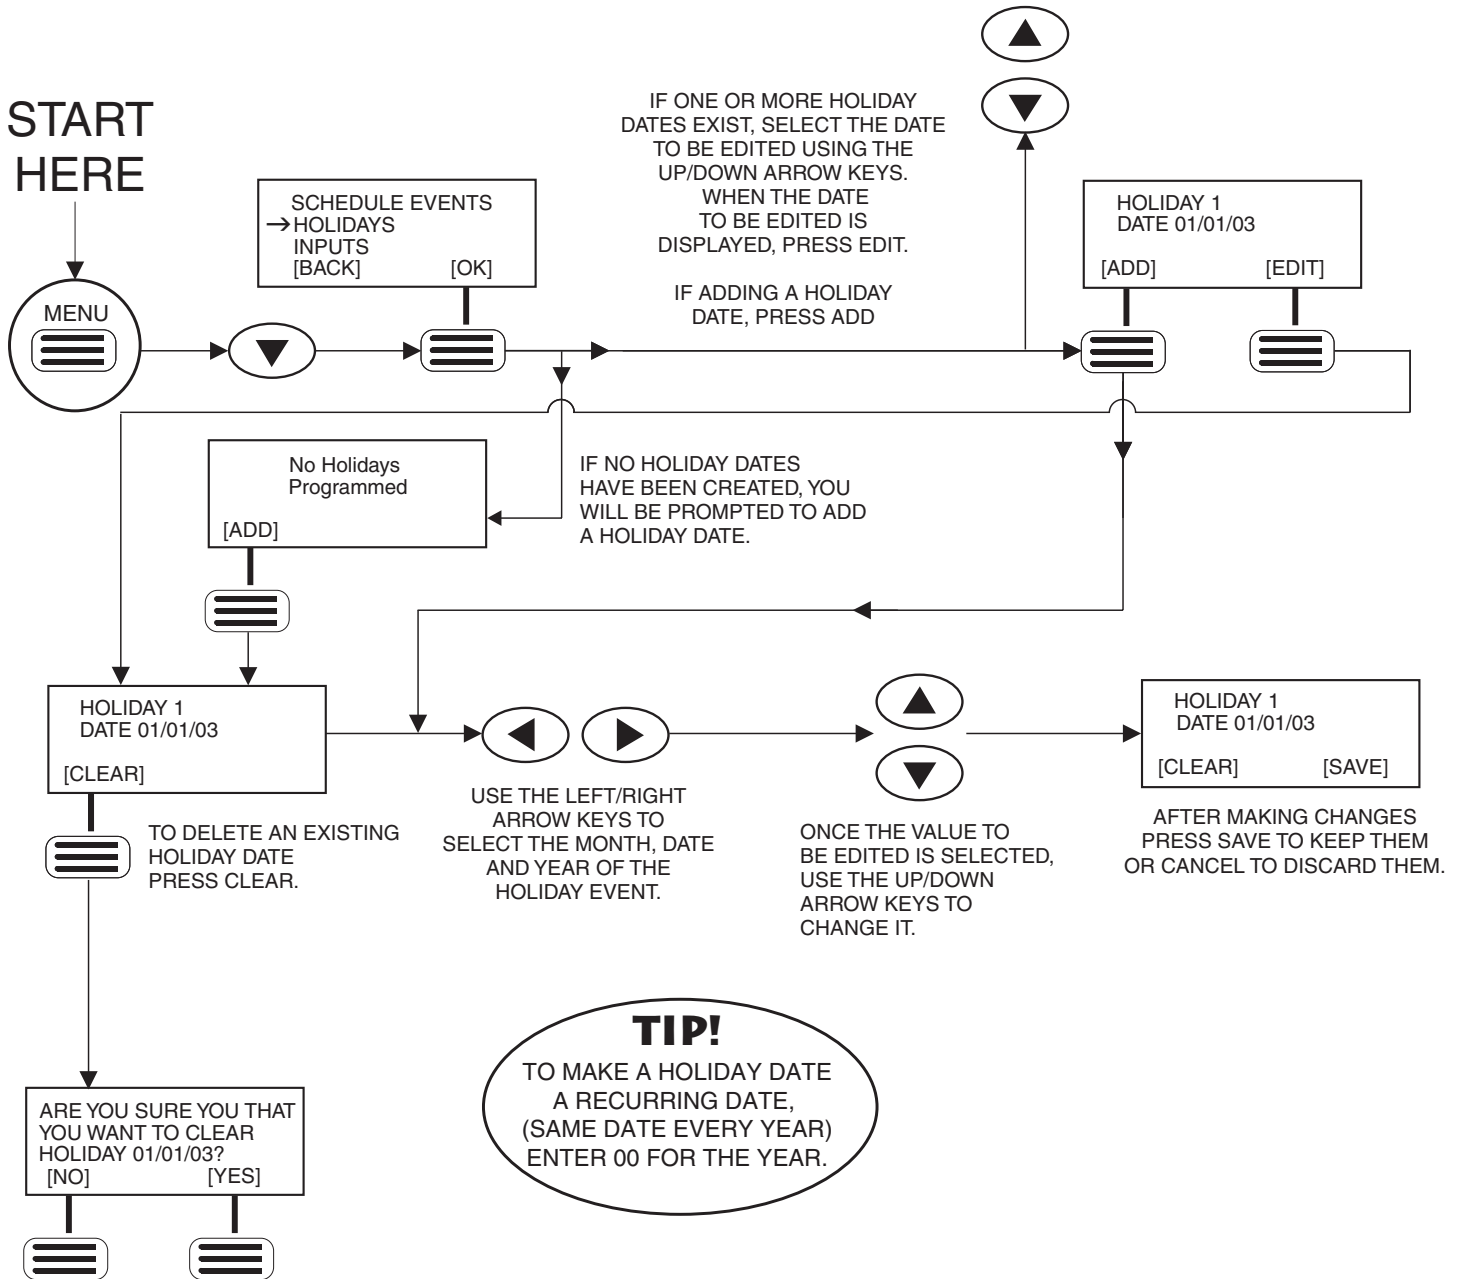 START
HERE
MENU
SCHEDULE EVENTS
→HOLIDAYS
INPUTS
[BACK] [OK]
IF ONE OR MORE HOLIDAY
DATES EXIST, SELECT THE DATE
TO BE EDITED USING THE
UP/DOWN ARROW KEYS.
WHEN THE DATE
TO BE EDITED IS
DISPLAYED, PRESS EDIT.
IF ADDING A HOLIDAY
DATE, PRESS ADD
HOLIDAY 1
DATE 01/01/03
[ADD] [EDIT]
No Holidays
Programmed
[ADD]
IF NO HOLIDAY DATES
HAVE BEEN CREATED, YOU
WILL BE PROMPTED TO ADD
A HOLIDAY DATE.
HOLIDAY 1
DATE 01/01/03
[CLEAR]
TO DELETE AN EXISTING
HOLIDAY DATE
PRESS CLEAR.
USE THE LEFT/RIGHT
ARROW KEYS TO
SELECT THE MONTH, DATE
AND YEAR OF THE
HOLIDAY EVENT.
ONCE THE VALUE TO
BE EDITED IS SELECTED,
USE THE UP/DOWN
ARROW KEYS TO
CHANGE IT.
HOLIDAY 1
DATE 01/01/03
[CLEAR] [SAVE]
AFTER MAKING CHANGES
PRESS SAVE TO KEEP THEM
OR CANCEL TO DISCARD THEM.
ARE YOU SURE YOU THAT
YOU WANT TO CLEAR
HOLIDAY 01/01/03?
[NO] [YES]
TIP!
TO MAKE A HOLIDAY DATE
A RECURRING DATE,
(SAME DATE EVERY YEAR)
ENTER 00 FOR THE YEAR.